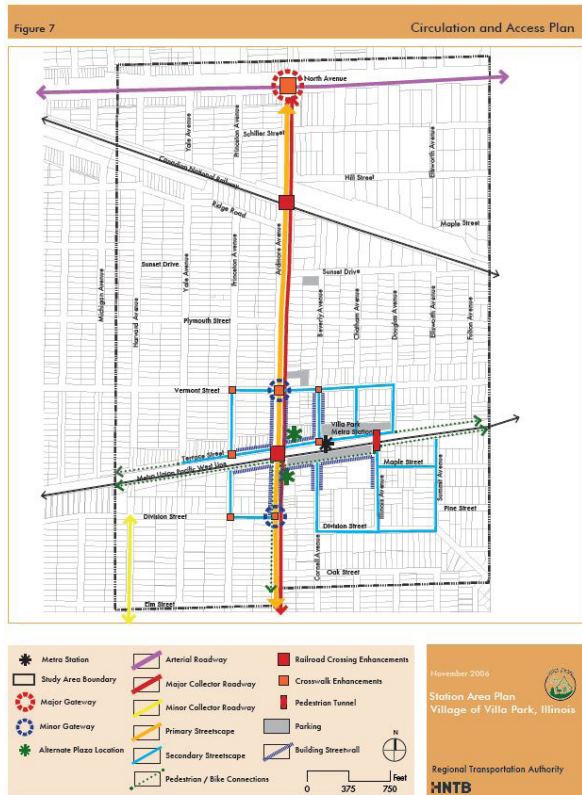 Figure 7
Circulation and Access Plan
North Avenue
Yale Avenue
Princeton Avenue
Schiller Street
Ellsworth Avenue
Canadian National Railway
Hill Street
Ridge Road
Ardmore Avenue
Maple Street
Sunset Drive
Yale Avenue
Princeton Avenue
Sunset Drive
Michigan Avenue
Harvard Avenue
Beverly Avenue
Chatham Avenue
Douglas Avenue
Ellsworth Avenue
Fulton Avenue
Plymouth Street
Vermont Street
Villa Park
Metra Station
Terrace Street
Metra Union Pacific West Line
Maple Street
Illinois Avenue
Summit Avenue
Division Street
Division Street
Pine Street
Cornell Avenue
Oak Street
Elm Street
Metra Station
Study Area Boundary
Major Gateway
Minor Gateway
Alternate Plaza Location
Arterial Roadway
Major Collector Roadway
Minor Collector Roadway
Primary Streetscape
Secondary Streetscape
Pedestrian / Bike Connections
Railroad Crossing Enhancements
Crosswalk Enhancements
Pedestrian Tunnel
Parking
Building Streetwall
N
0 375 750 Feet
November 2006
Station Area Plan
Village of Villa Park, Illinois
Regional Transportation Authority
HNTB